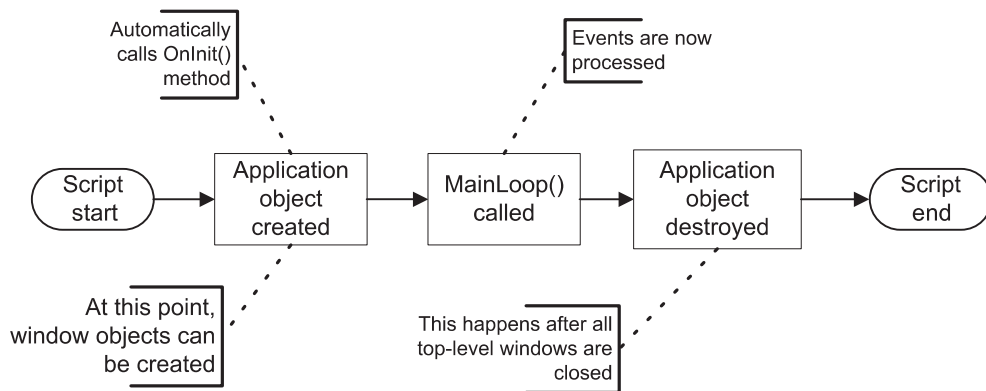 Automatically
calls OnInit()
method
Events are now
processed
Script
start
Application
object
created
MainLoop()
called
Application
object
destroyed
Script
end
At this point,
window objects can
be created
This happens after all
top-level windows are
closed